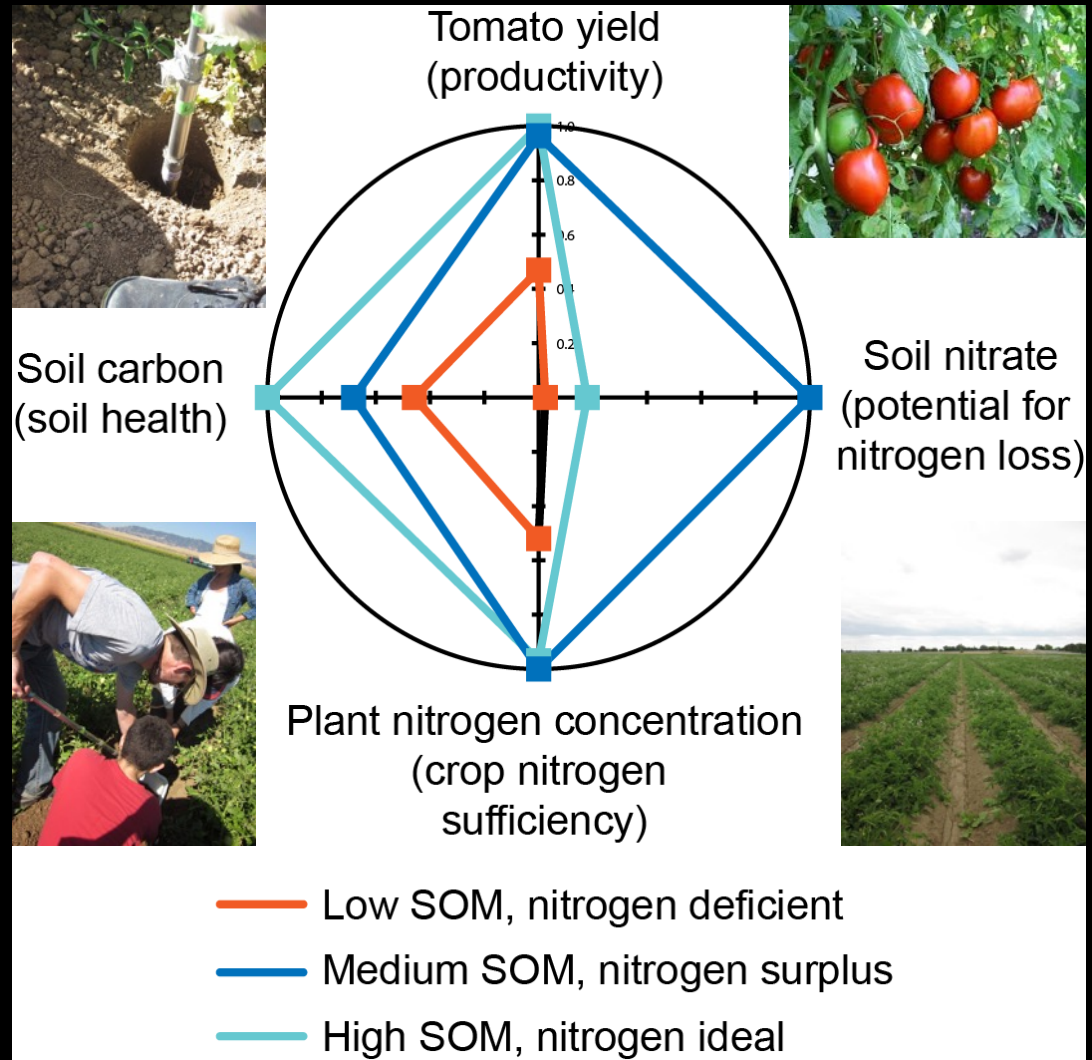 Tomato yield
(productivity)
1.0
0.8
0.6
0.4
0.2
Soil carbon
(soil health)
Soil nitrate
(potential for
nitrogen loss)
Plant nitrogen concentration
(crop nitrogen
sufficiency)
Low SOM, nitrogen deficient
Medium SOM, nitrogen surplus
High SOM, nitrogen ideal